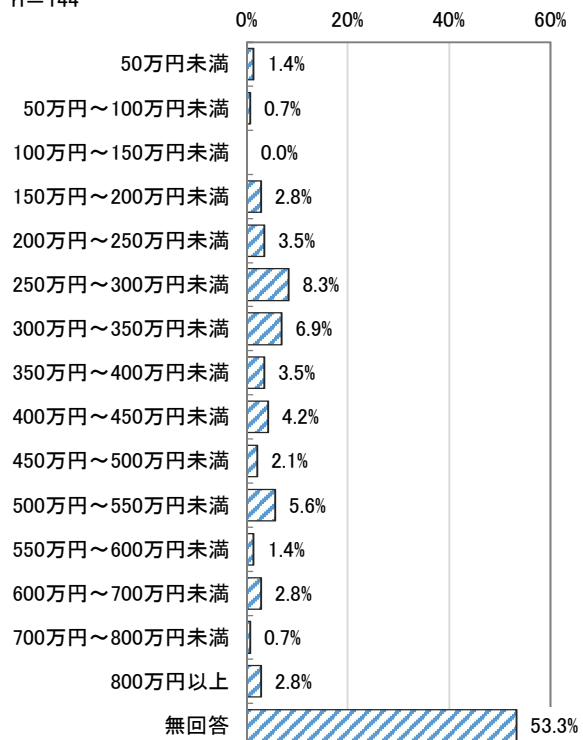 n=144
0% 20% 40% 60%
50万円未満 1.4%
50万円～100万円未満 0.7%
100万円～150万円未満 0.0%
150万円～200万円未満 2.8%
200万円～250万円未満 3.5%
250万円～300万円未満 8.3%
300万円～350万円未満 6.9%
350万円～400万円未満 3.5%
400万円～450万円未満 4.2%
450万円～500万円未満 2.1%
500万円～550万円未満 5.6%
550万円～600万円未満 1.4%
600万円～700万円未満 2.8%
700万円～800万円未満 0.7%
800万円以上 2.8%
無回答 53.3%